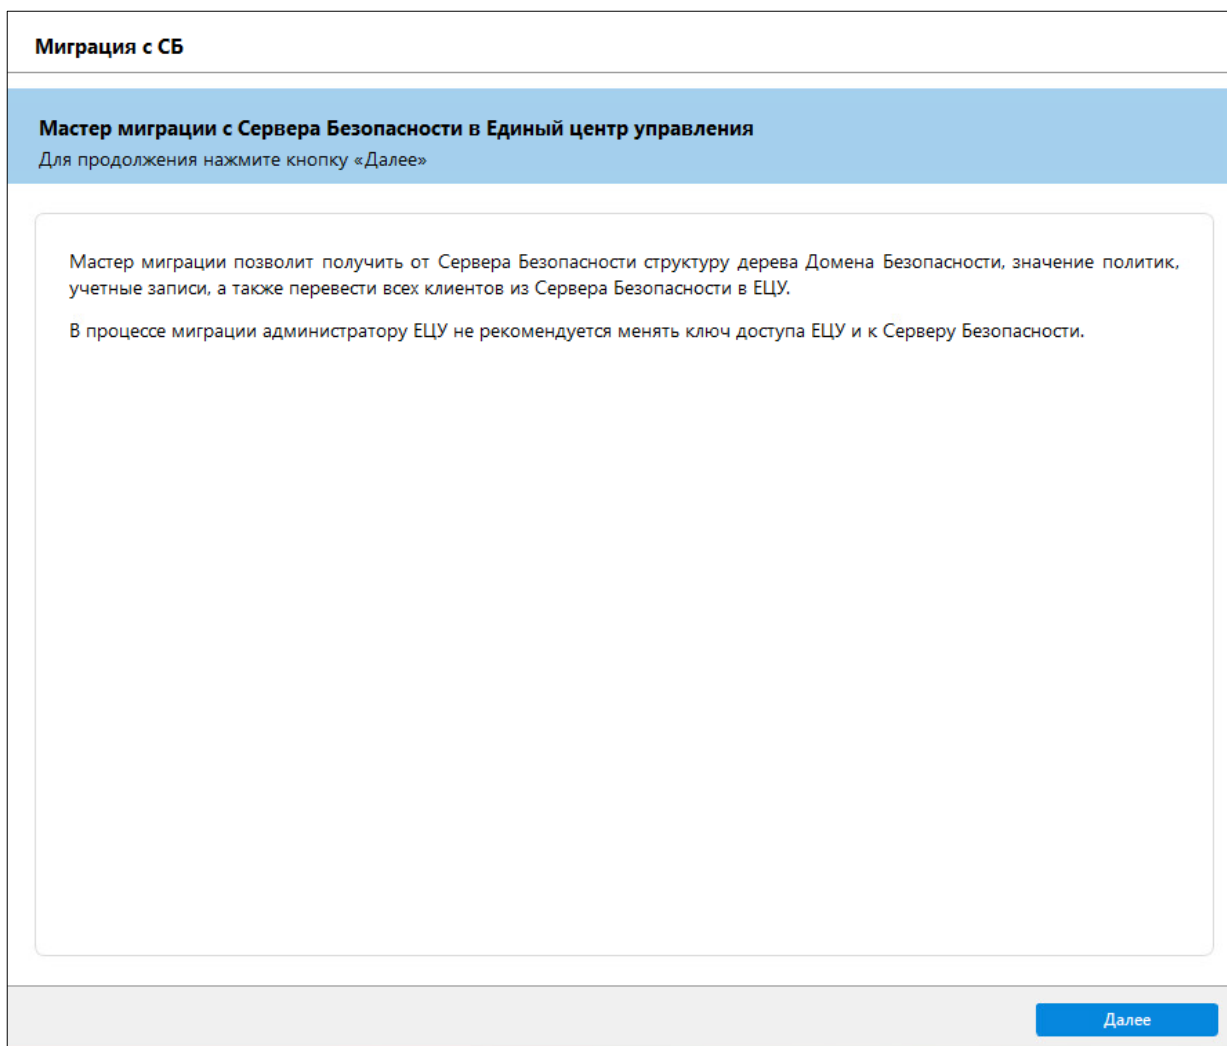 Миграция с СБ
Мастер миграции с Сервера Безопасности в Единый центр управления
Для продолжения нажмите кнопку «Далее»
Мастер миграции позволит получить от Сервера Безопасности структуру дерева Домена Безопасности, значение политик,
учетные записи, а также перевести всех клиентов из Сервера Безопасности в ЕЦУ.
В процессе миграции администратору ЕЦУ не рекомендуется менять ключ доступа ЕЦУ и к Серверу Безопасности.
Далее